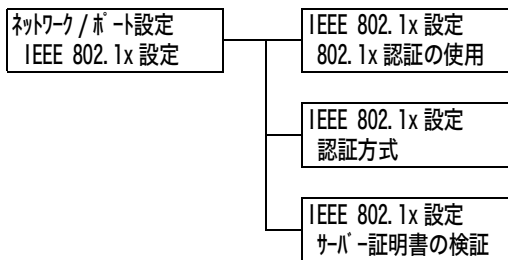 ﾈｯﾄﾜｰｸ / ﾎﾟｰﾄ設定
IEEE 802.1x 設定
IEEE 802.1x 設定
802.1x 認証の使用
IEEE 802.1x 設定
認証方式
IEEE 802.1x 設定
ｻｰﾊﾞｰ証明書の検証